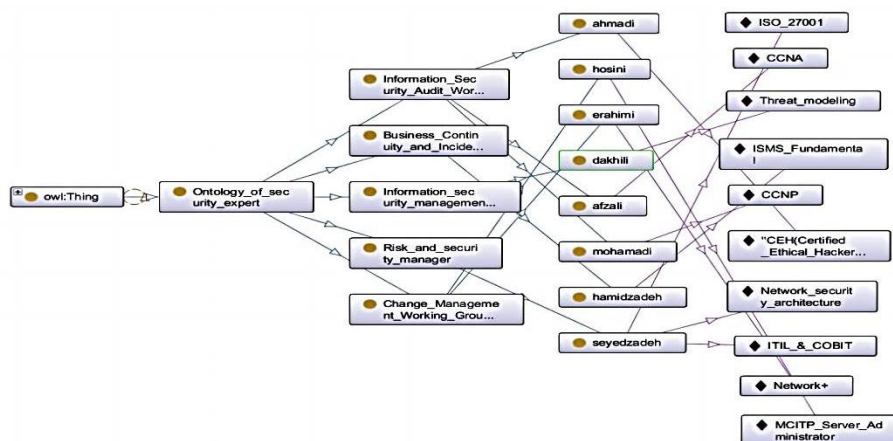 owl:Thing
Ontology_of_sec
urity_expert
Information_Sec
urity_Audit_Wor...
Business_Contin
uity_and_Incide...
Information_sec
urity_managemen...
Risk_and_securi
ty_manager
Change_Manageme
nt_Working_Grou...
ahmadi
hosini
erahimi
dakhili
afzali
mohamadi
hamidzadeh
seyedzadeh
ISO_27001
CCNA
Threat_modeling
ISMS_Fundamenta
l
CCNP
"CEH(Certified
_Ethical_Hacker...
Network_securit
y_architecture
ITIL_&_COBIT
Network+
MCITP_Server_Ad
ministrator